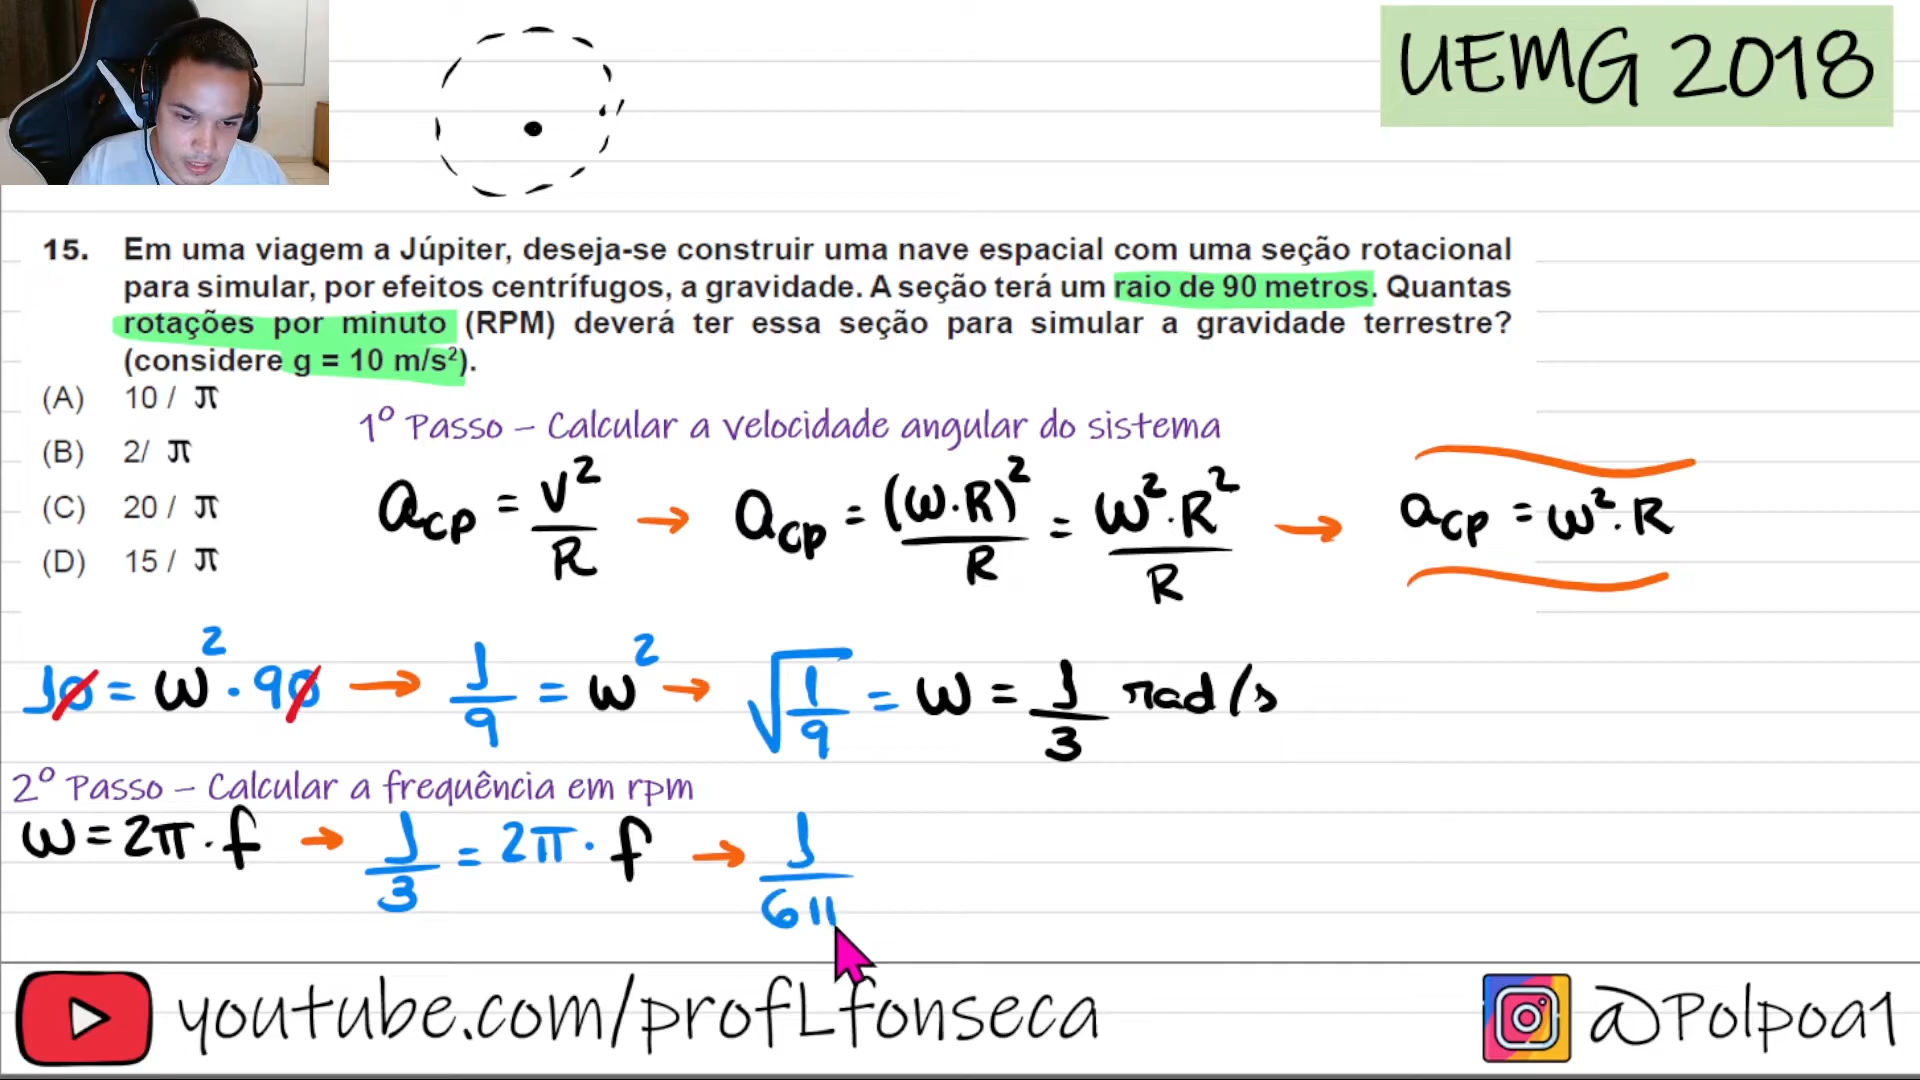 UEMG 2018
15. Em uma viagem a Júpiter, deseja-se construir uma nave espacial com uma seção rotacional
para simular, por efeitos centrífugos, a gravidade. A seção terá um raio de 90 metros. Quantas
rotações por minuto (RPM) deverá ter essa seção para simular a gravidade terrestre?
(considere g = 10 m/s²).
(A) 10 / π
(B) 2/ π
(C) 20 / π
(D) 15 / π
1º Passo – Calcular a velocidade angular do sistema
acp = v²/R → acp = (ω.R)²/R = ω².R²/R → acp = ω².R
10 = ω² . 90 → 1/9 = ω² → √1/9 = ω = 1/3 rad/s
2º Passo – Calcular a frequência em rpm
ω = 2π . f → 1/3 = 2π . f → 1/6π
youtube.com/profLfonseca
@Polpoa1